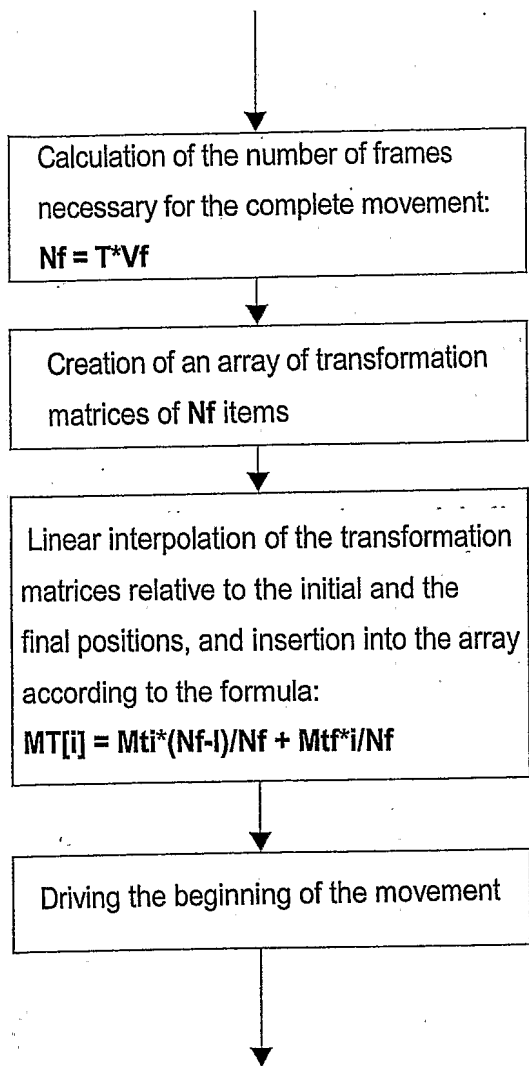 Calculation of the number of frames
necessary for the complete movement:
Nf = T*Vf
Creation of an array of transformation
matrices of Nf items
Linear interpolation of the transformation
matrices relative to the initial and the
final positions, and insertion into the array
according to the formula:
MT[i] = Mti*(Nf-I)/Nf + Mtf*i/Nf
Driving the beginning of the movement